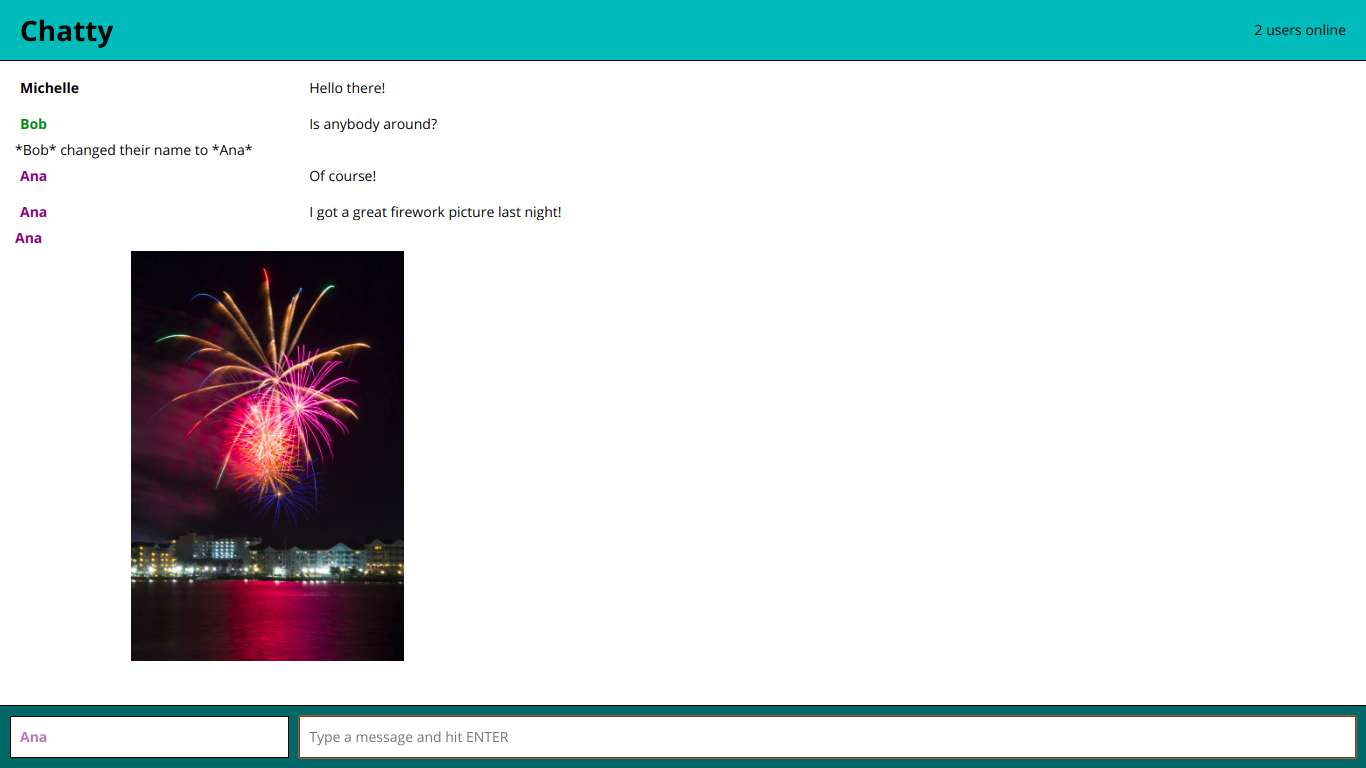 Chatty
2 users online
Michelle Hello there!
Bob Is anybody around?
*Bob* changed their name to *Ana*
Ana Of course!
Ana I got a great firework picture last night!
Ana
Ana Type a message and hit ENTER